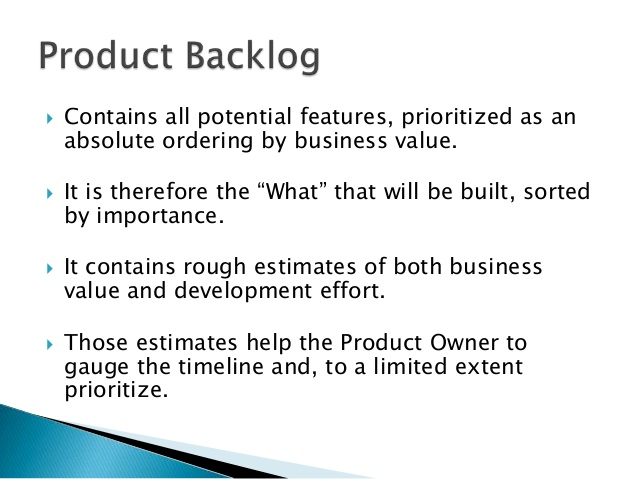 Product Backlog
Contains all potential features, prioritized as an
absolute ordering by business value.
It is therefore the “What” that will be built, sorted
by importance.
It contains rough estimates of both business
value and development effort.
Those estimates help the Product Owner to
gauge the timeline and, to a limited extent
prioritize.